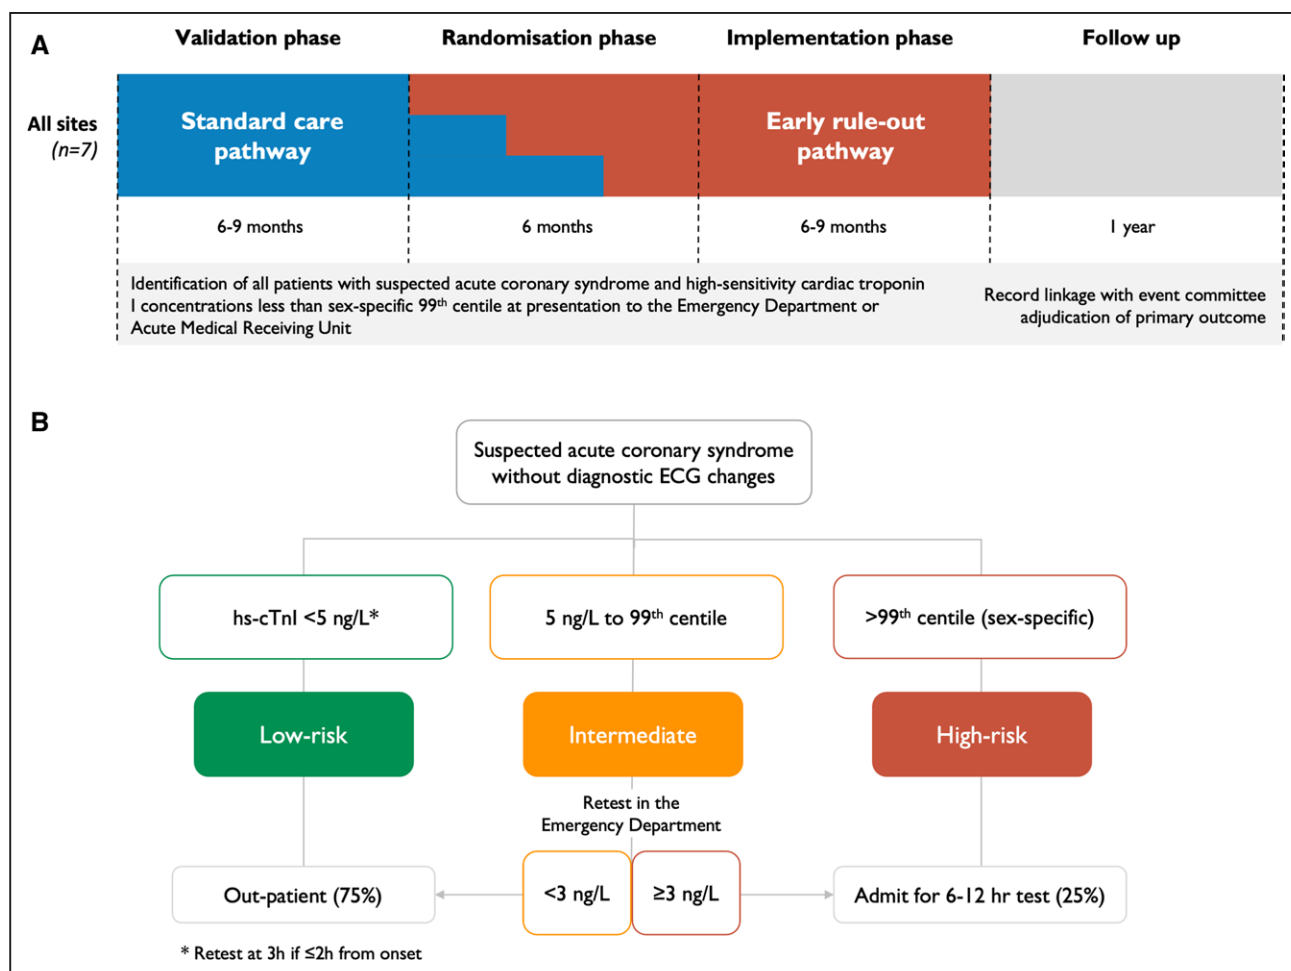 A
Validation phase
Randomisation phase
Implementation phase
Follow up
All sites
(n=7)
Standard care
pathway
Early rule-out
pathway
6-9 months
6 months
6-9 months
1 year
Identification of all patients with suspected acute coronary syndrome and high-sensitivity cardiac troponin
I concentrations less than sex-specific 99th centile at presentation to the Emergency Department or
Acute Medical Receiving Unit
Record linkage with event committee
adjudication of primary outcome
B
Suspected acute coronary syndrome
without diagnostic ECG changes
hs-cTnI <5 ng/L*
5 ng/L to 99th centile
>99th centile (sex-specific)
Low-risk
Intermediate
High-risk
Retest in the
Emergency Department
Out-patient (75%)
<3 ng/L
≥3 ng/L
Admit for 6-12 hr test (25%)
* Retest at 3h if ≤2h from onset